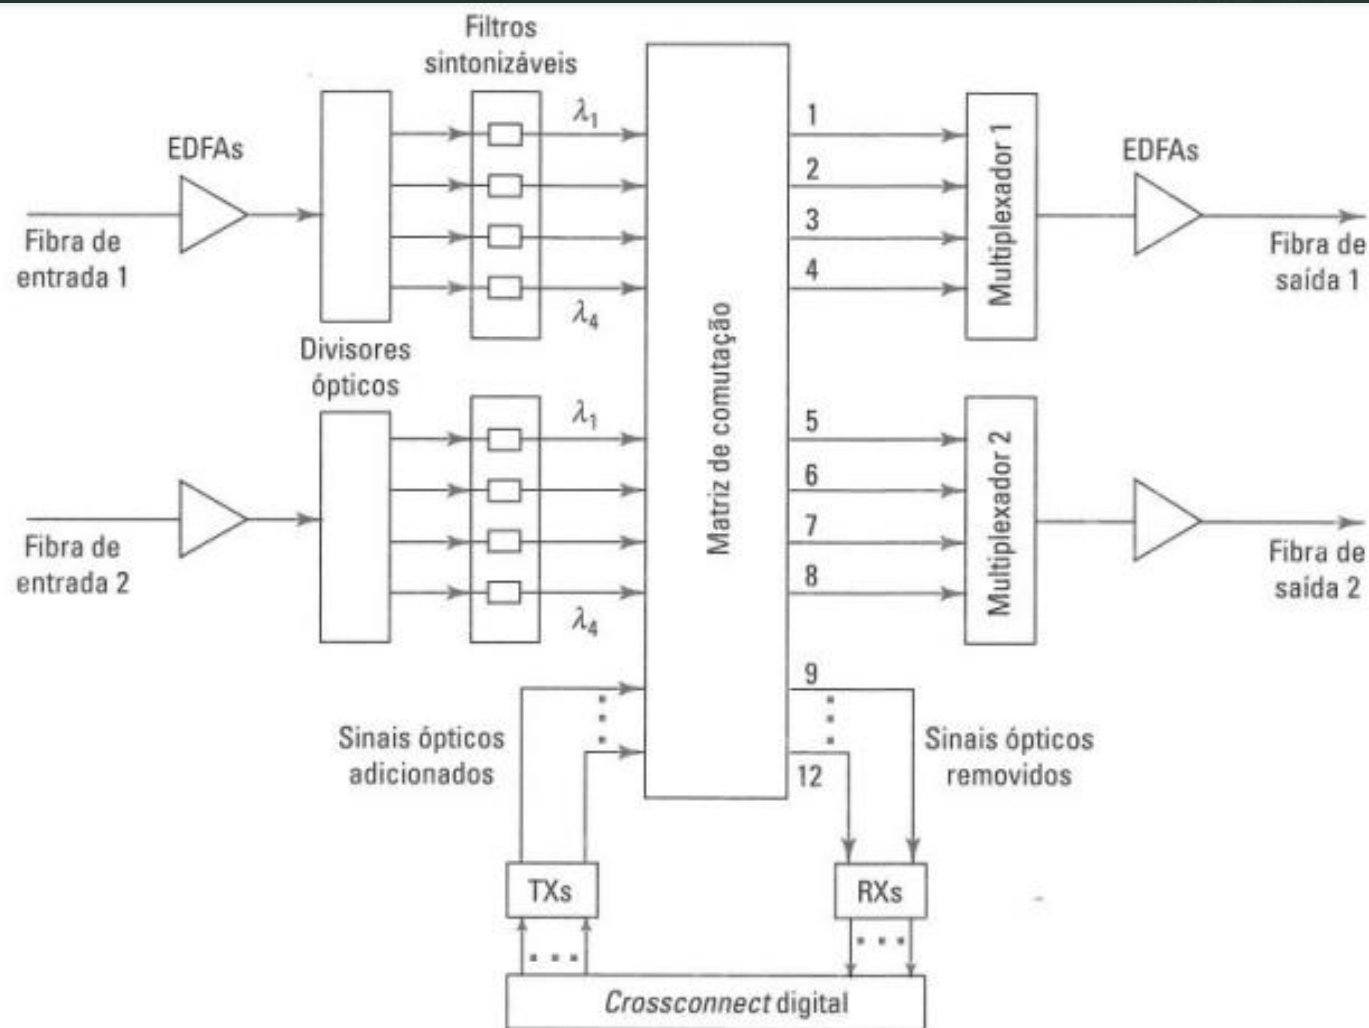 Filtros
sintonizáveis
EDFAs
λ1
λ4
Fibra de
entrada 1
Divisores
ópticos
λ1
λ4
Fibra de
entrada 2
Matriz de comutação
1
2
3
4
Multiplexador 1
EDFAs
Fibra de
saída 1
5
6
7
8
Multiplexador 2
Fibra de
saída 2
9
12
Sinais ópticos
adicionados
Sinais ópticos
removidos
TXs
RXs
Crossconnect digital